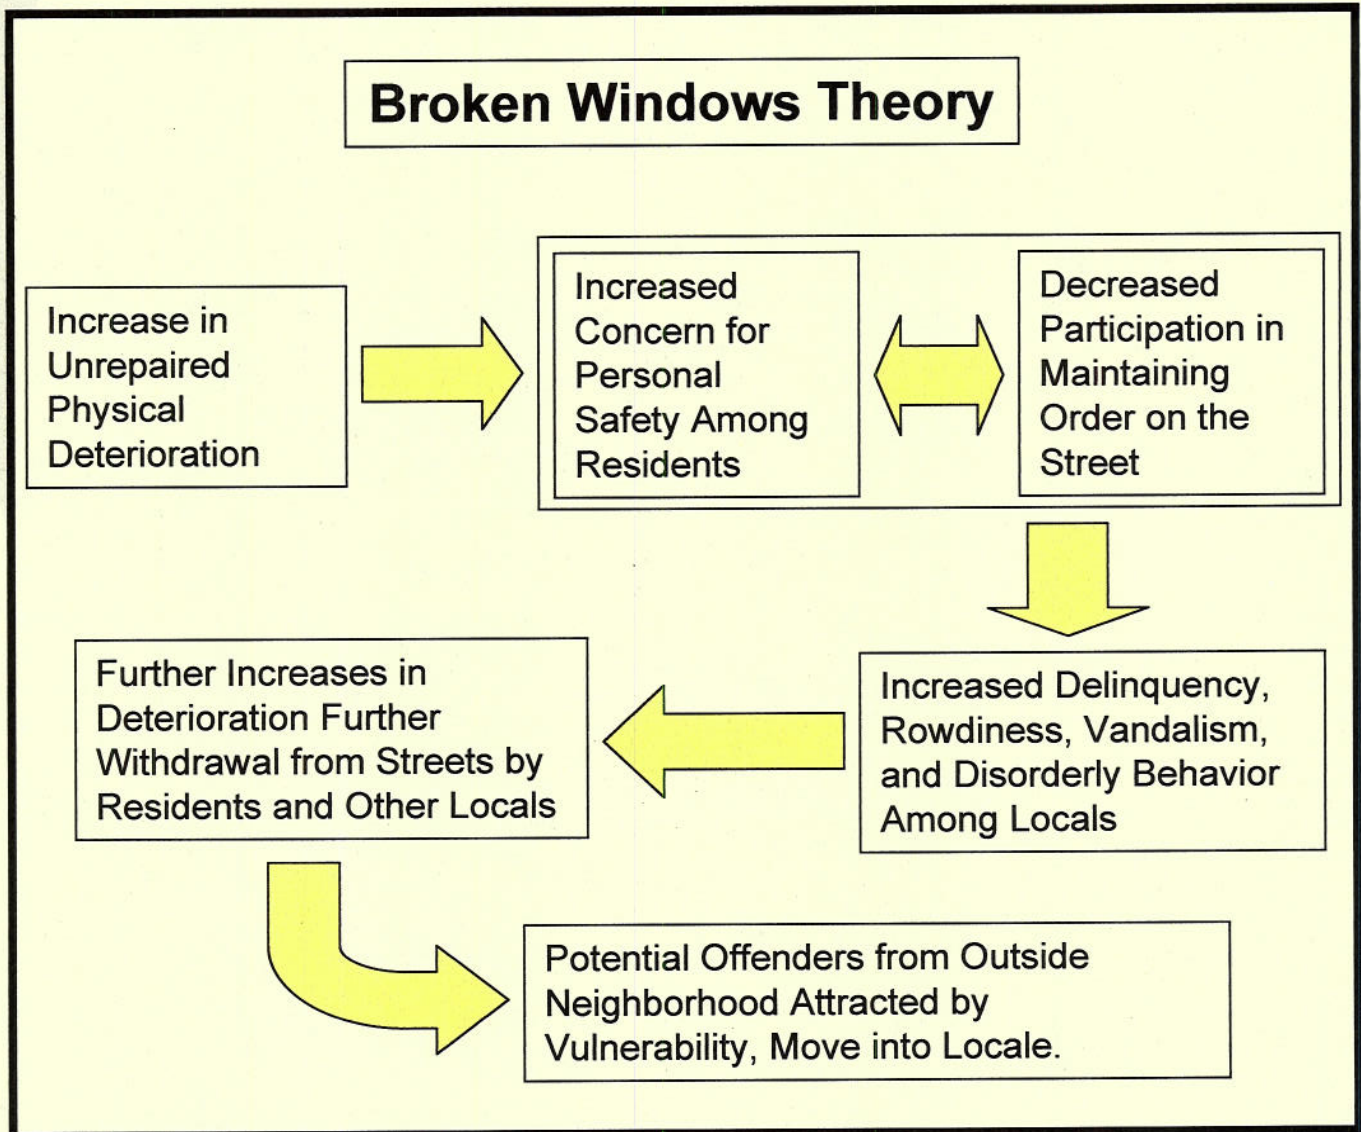 Broken Windows Theory
Increase in
Unrepaired
Physical
Deterioration
Increased
Concern for
Personal
Safety Among
Residents
Decreased
Participation in
Maintaining
Order on the
Street
Increased Delinquency,
Rowdiness, Vandalism,
and Disorderly Behavior
Among Locals
Further Increases in
Deterioration Further
Withdrawal from Streets by
Residents and Other Locals
Potential Offenders from Outside
Neighborhood Attracted by
Vulnerability, Move into Locale.